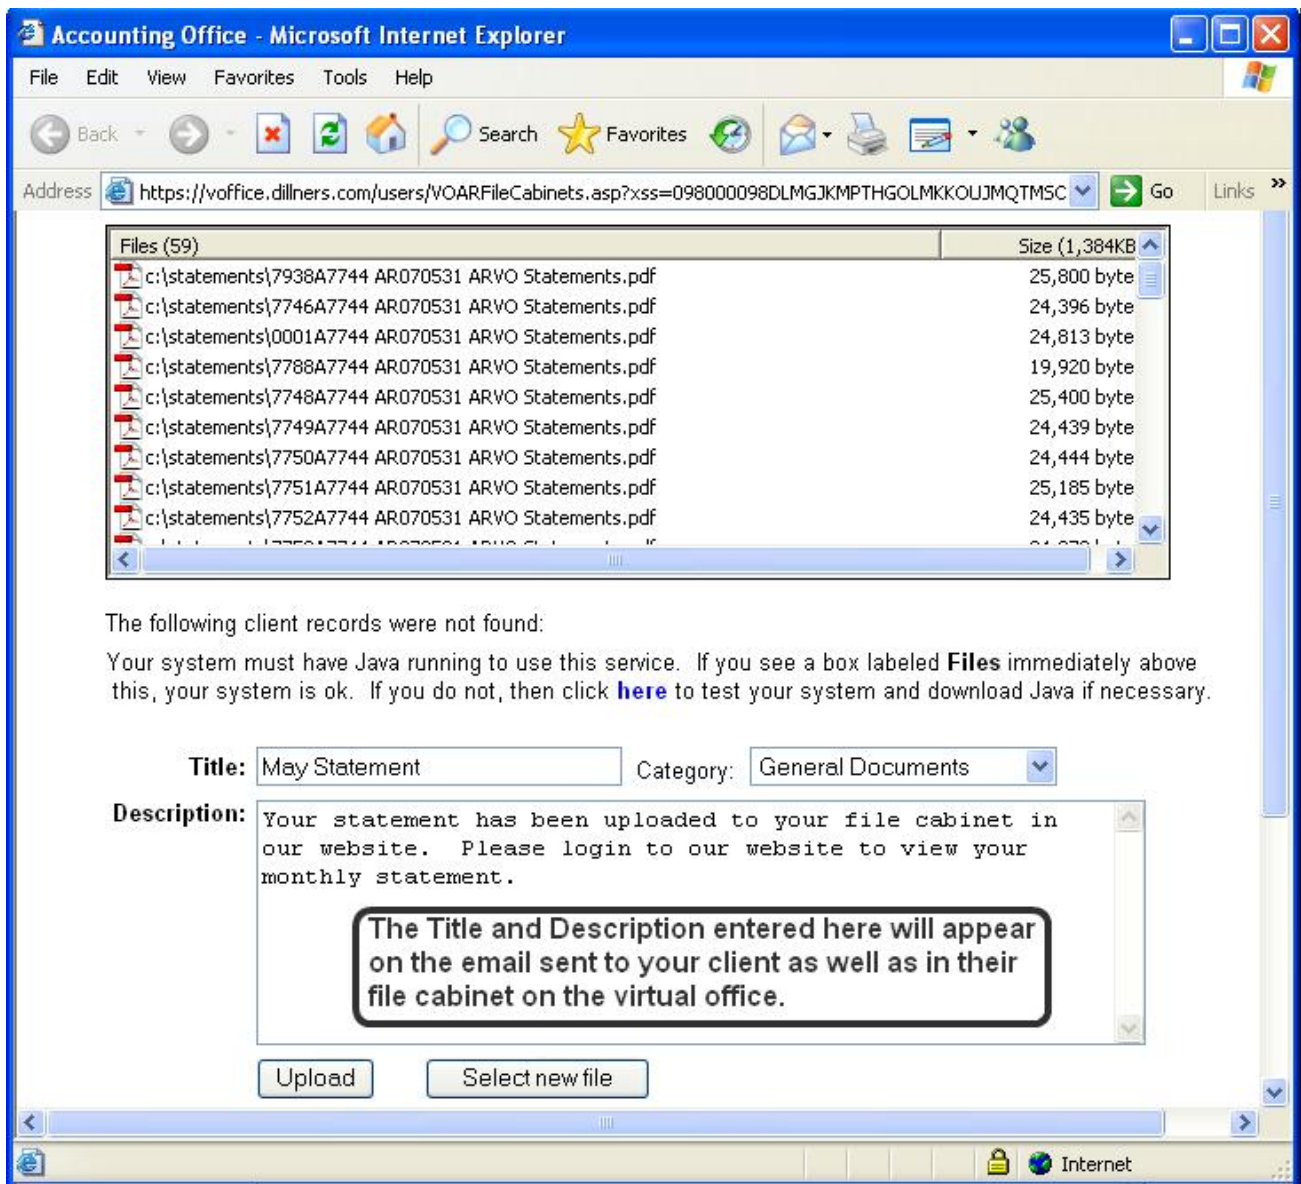 Accounting Office - Microsoft Internet Explorer
File Edit View Favorites Tools Help
Back Search Favorites
Address https://voffice.dillners.com/users/VOARFileCabinets.asp?xss=098000098DLMGJKMPTHGOLMKKOUJMQTMSC Go Links »
Files (59) Size (1,384KB
c:\statements\7938A7744 AR070531 ARVO Statements.pdf 25,800 byte
c:\statements\7746A7744 AR070531 ARVO Statements.pdf 24,396 byte
c:\statements\0001A7744 AR070531 ARVO Statements.pdf 24,813 byte
c:\statements\7788A7744 AR070531 ARVO Statements.pdf 19,920 byte
c:\statements\7748A7744 AR070531 ARVO Statements.pdf 25,400 byte
c:\statements\7749A7744 AR070531 ARVO Statements.pdf 24,439 byte
c:\statements\7750A7744 AR070531 ARVO Statements.pdf 24,444 byte
c:\statements\7751A7744 AR070531 ARVO Statements.pdf 25,185 byte
c:\statements\7752A7744 AR070531 ARVO Statements.pdf 24,435 byte
The following client records were not found:
Your system must have Java running to use this service. If you see a box labeled Files immediately above
this, your system is ok. If you do not, then click here to test your system and download Java if necessary.
Title: May Statement Category: General Documents
Description: Your statement has been uploaded to your file cabinet in
our website. Please login to our website to view your
monthly statement.
The Title and Description entered here will appear
on the email sent to your client as well as in their
file cabinet on the virtual office.
Upload Select new file
Internet